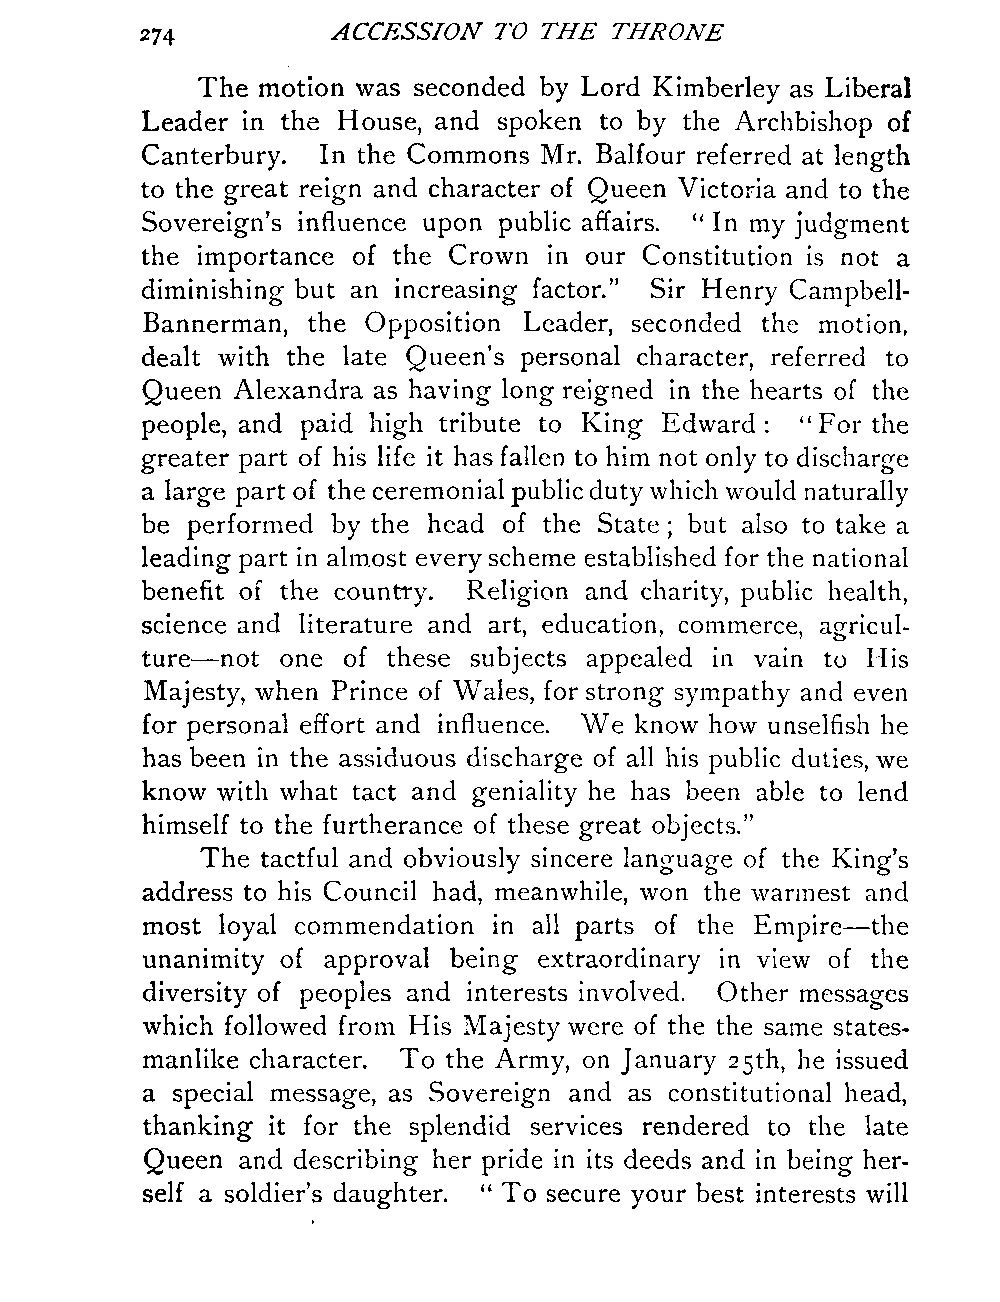 274 ACCESSION TO THE THRONE
The motion was seconded by Lord Kimberley as Liberal
Leader in the House, and spoken to by the Archbishop of
Canterbury. In the Commons Mr. Balfour referred at length
to the great reign and character of Queen Victoria and to the
Sovereign's influence upon public affairs. "In my judgment
the importance of the Crown in our Constitution is not a
diminishing but an increasing factor." Sir Henry Campbell-
Bannerman, the Opposition Leader, seconded the motion,
dealt with the late Queen's personal character, referred to
Queen Alexandra as having long reigned in the hearts of the
people, and paid high tribute to King Edward: "For the
greater part of his life it has fallen to him not only to discharge
a large part of the ceremonial public duty which would naturally
be performed by the head of the State; but also to take a
leading part in almost every scheme established for the national
benefit of the country. Religion and charity, public health,
science and literature and art, education, commerce, agricul-
ture—not one of these subjects appealed in vain to His
Majesty, when Prince of Wales, for strong sympathy and even
for personal effort and influence. We know how unselfish he
has been in the assiduous discharge of all his public duties, we
know with what tact and geniality he has been able to lend
himself to the furtherance of these great objects."
The tactful and obviously sincere language of the King's
address to his Council had, meanwhile, won the warmest and
most loyal commendation in all parts of the Empire—the
unanimity of approval being extraordinary in view of the
diversity of peoples and interests involved. Other messages
which followed from His Majesty were of the the same states-
manlike character. To the Army, on January 25th, he issued
a special message, as Sovereign and as constitutional head,
thanking it for the splendid services rendered to the late
Queen and describing her pride in its deeds and in being her-
self a soldier's daughter. "To secure your best interests will